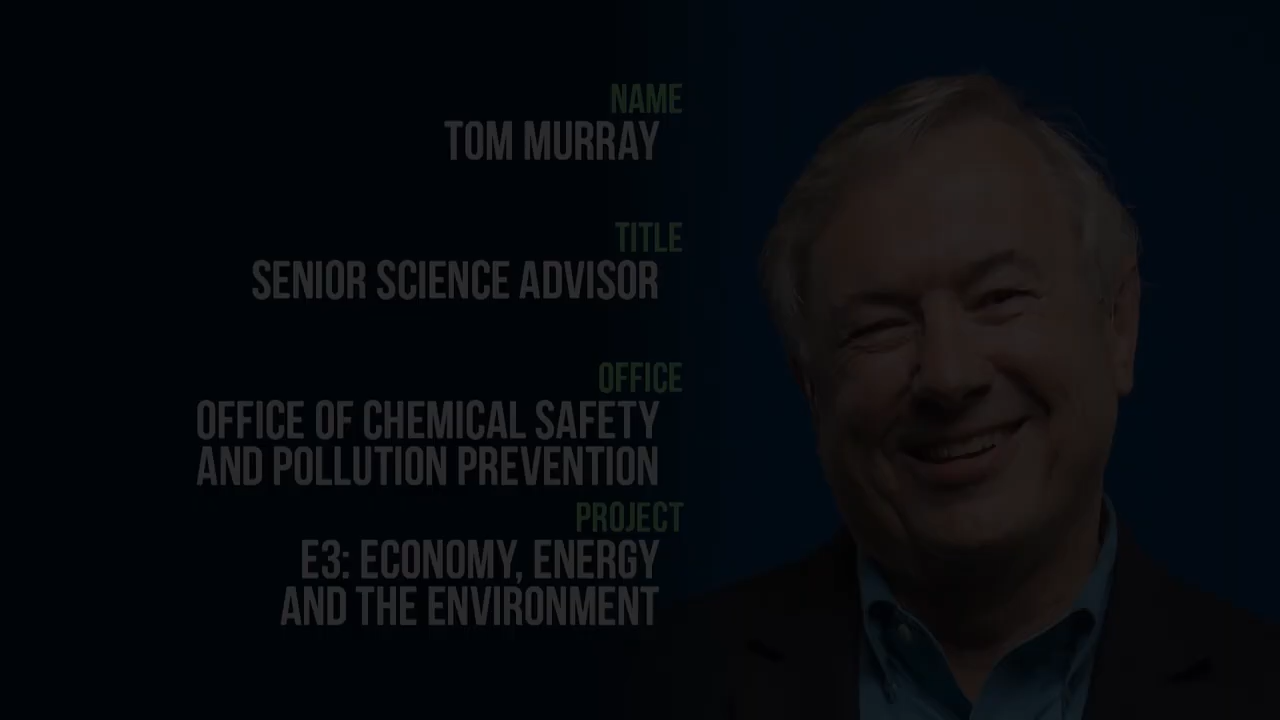 NAME
TOM MURRAY
TITLE
SENIOR SCIENCE ADVISOR
OFFICE
OFFICE OF CHEMICAL SAFETY
AND POLLUTION PREVENTION
PROJECT
E3: ECONOMY, ENERGY
AND THE ENVIRONMENT